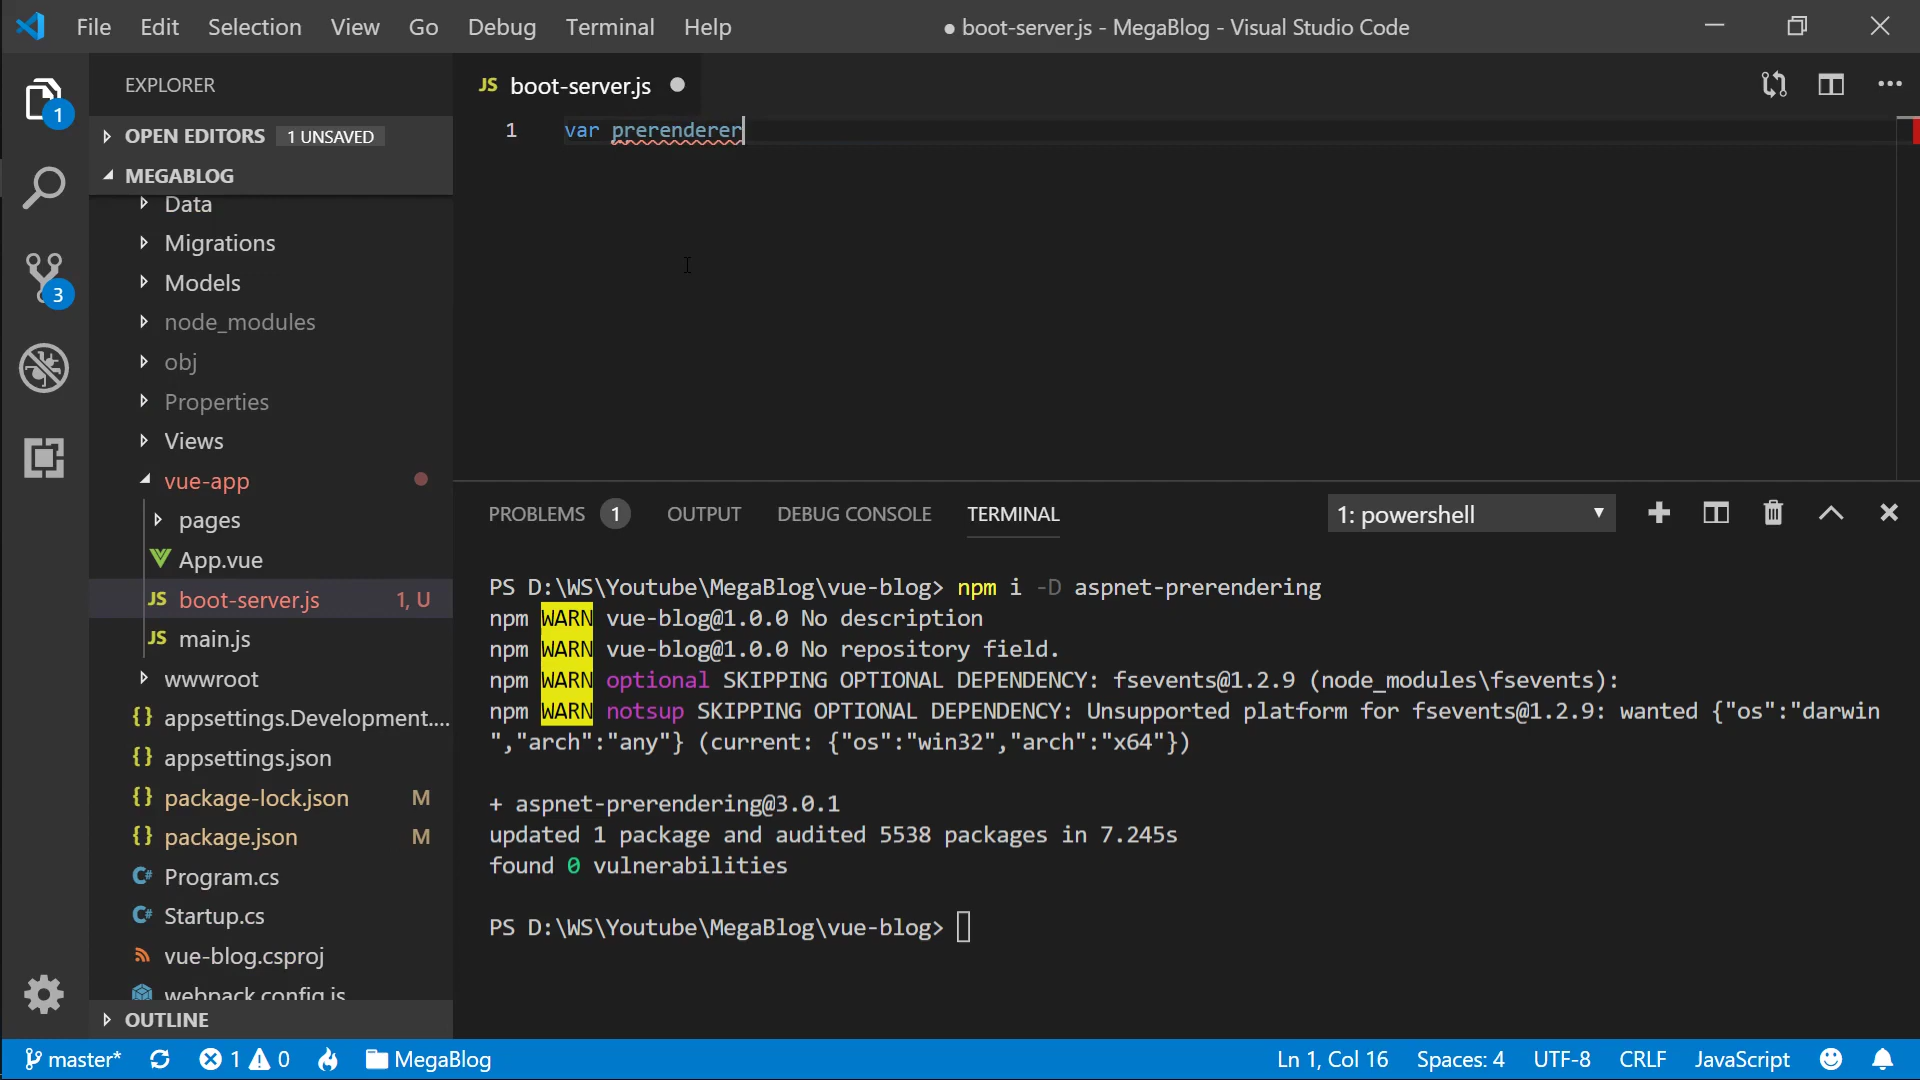 File Edit Selection View Go Debug Terminal Help
● boot-server.js - MegaBlog - Visual Studio Code
EXPLORER
OPEN EDITORS 1 UNSAVED
MEGABLOG
Data
Migrations
Models
node_modules
obj
Properties
Views
vue-app
pages
App.vue
JS boot-server.js 1, U
JS main.js
wwwroot
{} appsettings.Development....
{} appsettings.json
{} package-lock.json M
{} package.json M
C# Program.cs
C# Startup.cs
vue-blog.csproj
webpack.config.js
OUTLINE
1
3
JS boot-server.js ●
1 var prerenderer
PROBLEMS 1 OUTPUT DEBUG CONSOLE TERMINAL 1: powershell
PS D:\WS\Youtube\MegaBlog\vue-blog> npm i -D aspnet-prerendering
npm WARN vue-blog@1.0.0 No description
npm WARN vue-blog@1.0.0 No repository field.
npm WARN optional SKIPPING OPTIONAL DEPENDENCY: fsevents@1.2.9 (node_modules\fsevents):
npm WARN notsup SKIPPING OPTIONAL DEPENDENCY: Unsupported platform for fsevents@1.2.9: wanted {"os":"darwin
","arch":"any"} (current: {"os":"win32","arch":"x64"})
+ aspnet-prerendering@3.0.1
updated 1 package and audited 5538 packages in 7.245s
found 0 vulnerabilities
PS D:\WS\Youtube\MegaBlog\vue-blog>
master* 1 0 MegaBlog Ln 1, Col 16 Spaces: 4 UTF-8 CRLF JavaScript